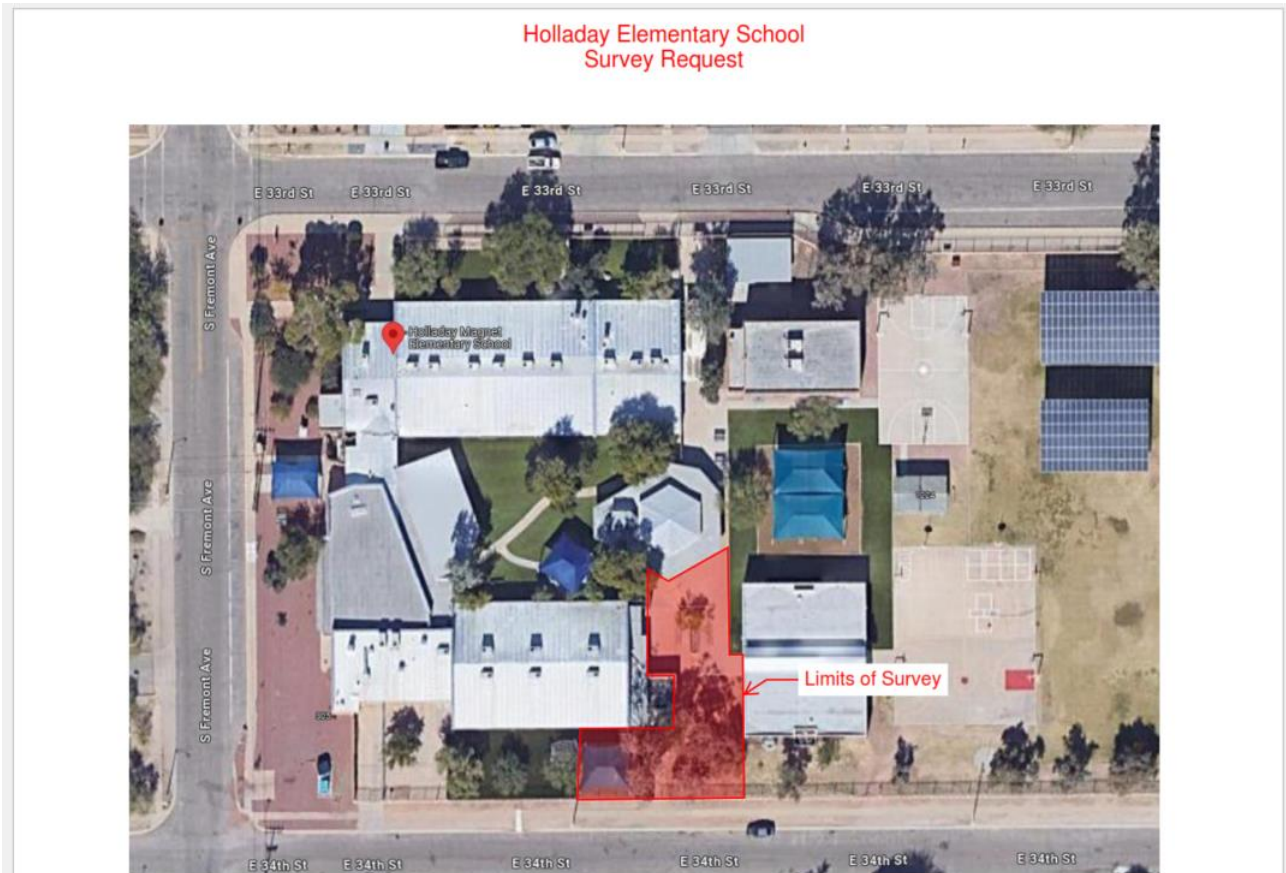 Holladay Elementary School
Survey Request
E 33rd St E 33rd St E 33rd St E 33rd St E 33rd St E 33rd St
S Fremont Ave
Holladay Magnet
Elementary School
S Fremont Ave
S Fremont Ave
Limits of Survey
E 34th St E 34th St E 34th St E 34th St E 34th St E 34th St